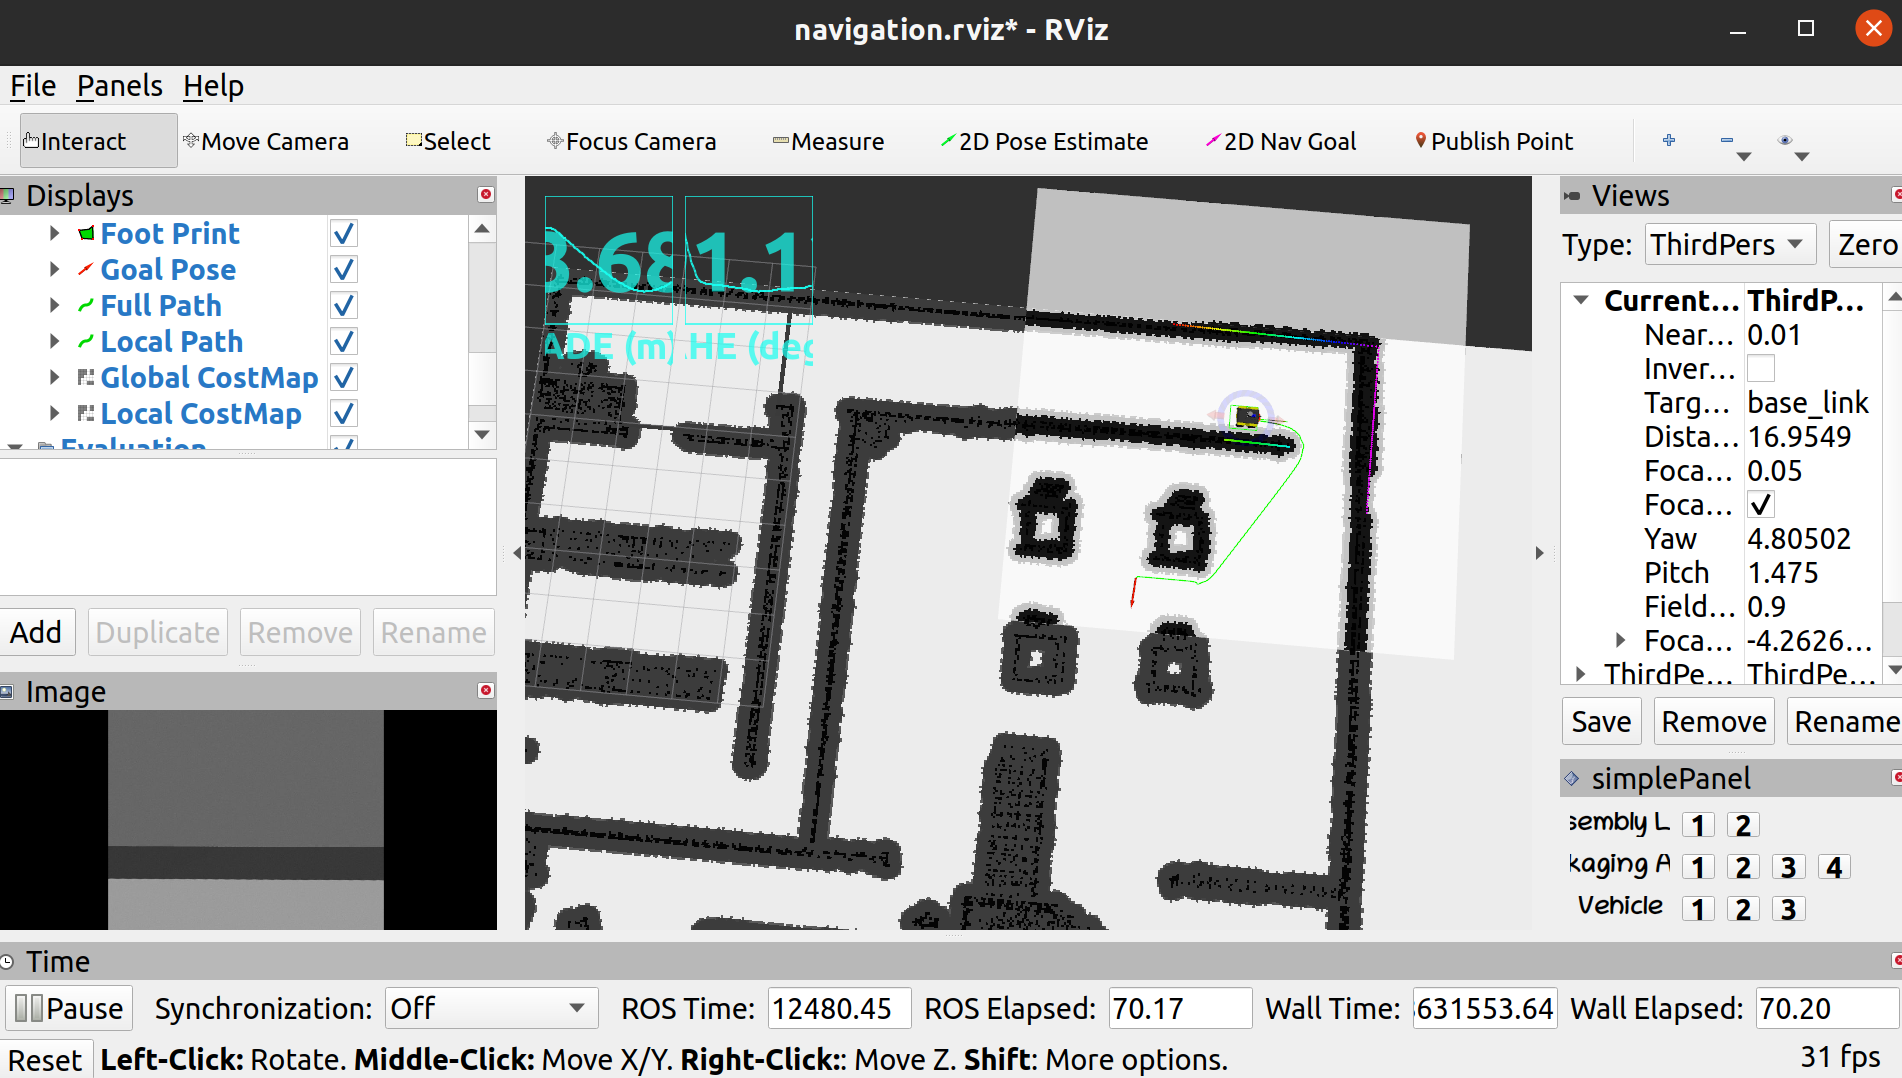 navigation.rviz* - RViz
File Panels Help
Interact Move Camera Select Focus Camera Measure 2D Pose Estimate 2D Nav Goal Publish Point
Displays
Foot Print
Goal Pose
Full Path
Local Path
Global CostMap
Local CostMap
Evaluation
Add Duplicate Remove Rename
Image
3.68 1.1
ADE (m) HE (deg
Views
Type: ThirdPers Zero
Current... ThirdP...
Near... 0.01
Inver...
Targ... base_link
Dista... 16.9549
Foca... 0.05
Foca...
Yaw 4.80502
Pitch 1.475
Field... 0.9
Foca... -4.2626...
ThirdPe... ThirdPe...
Save Remove Rename
simplePanel
sembly L 1 2
kaging A 1 2 3 4
Vehicle 1 2 3
Time
Pause Synchronization: Off ROS Time: 12480.45 ROS Elapsed: 70.17 Wall Time: 631553.64 Wall Elapsed: 70.20
Reset Left-Click: Rotate. Middle-Click: Move X/Y. Right-Click:: Move Z. Shift: More options. 31 fps